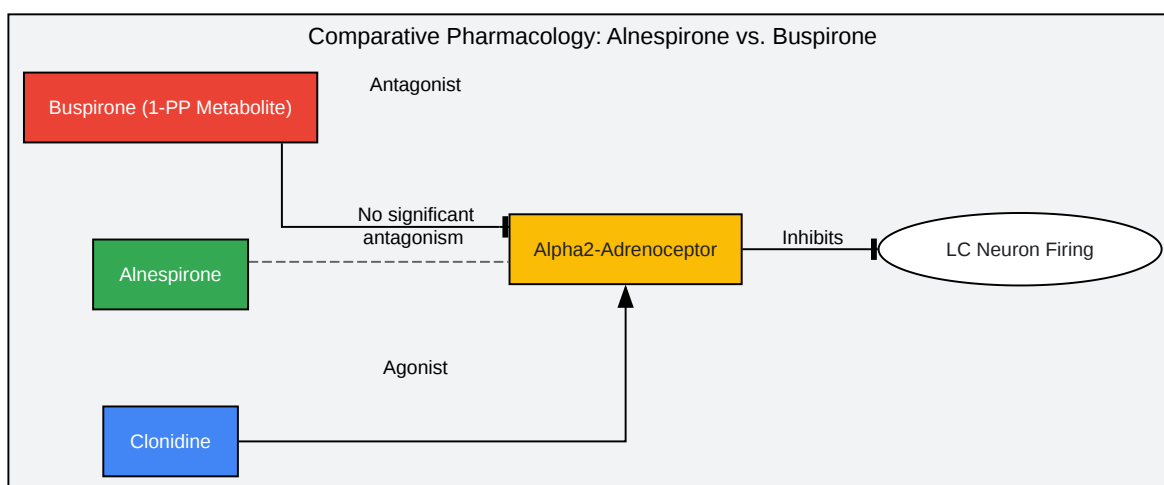 Comparative Pharmacology: Alnespirone vs. Buspirone
Antagonist
Buspirone (1-PP Metabolite)
No significant
antagonism
Alpha2-Adrenoceptor
Inhibits
LC Neuron Firing
Alnespirone
Agonist
Clonidine